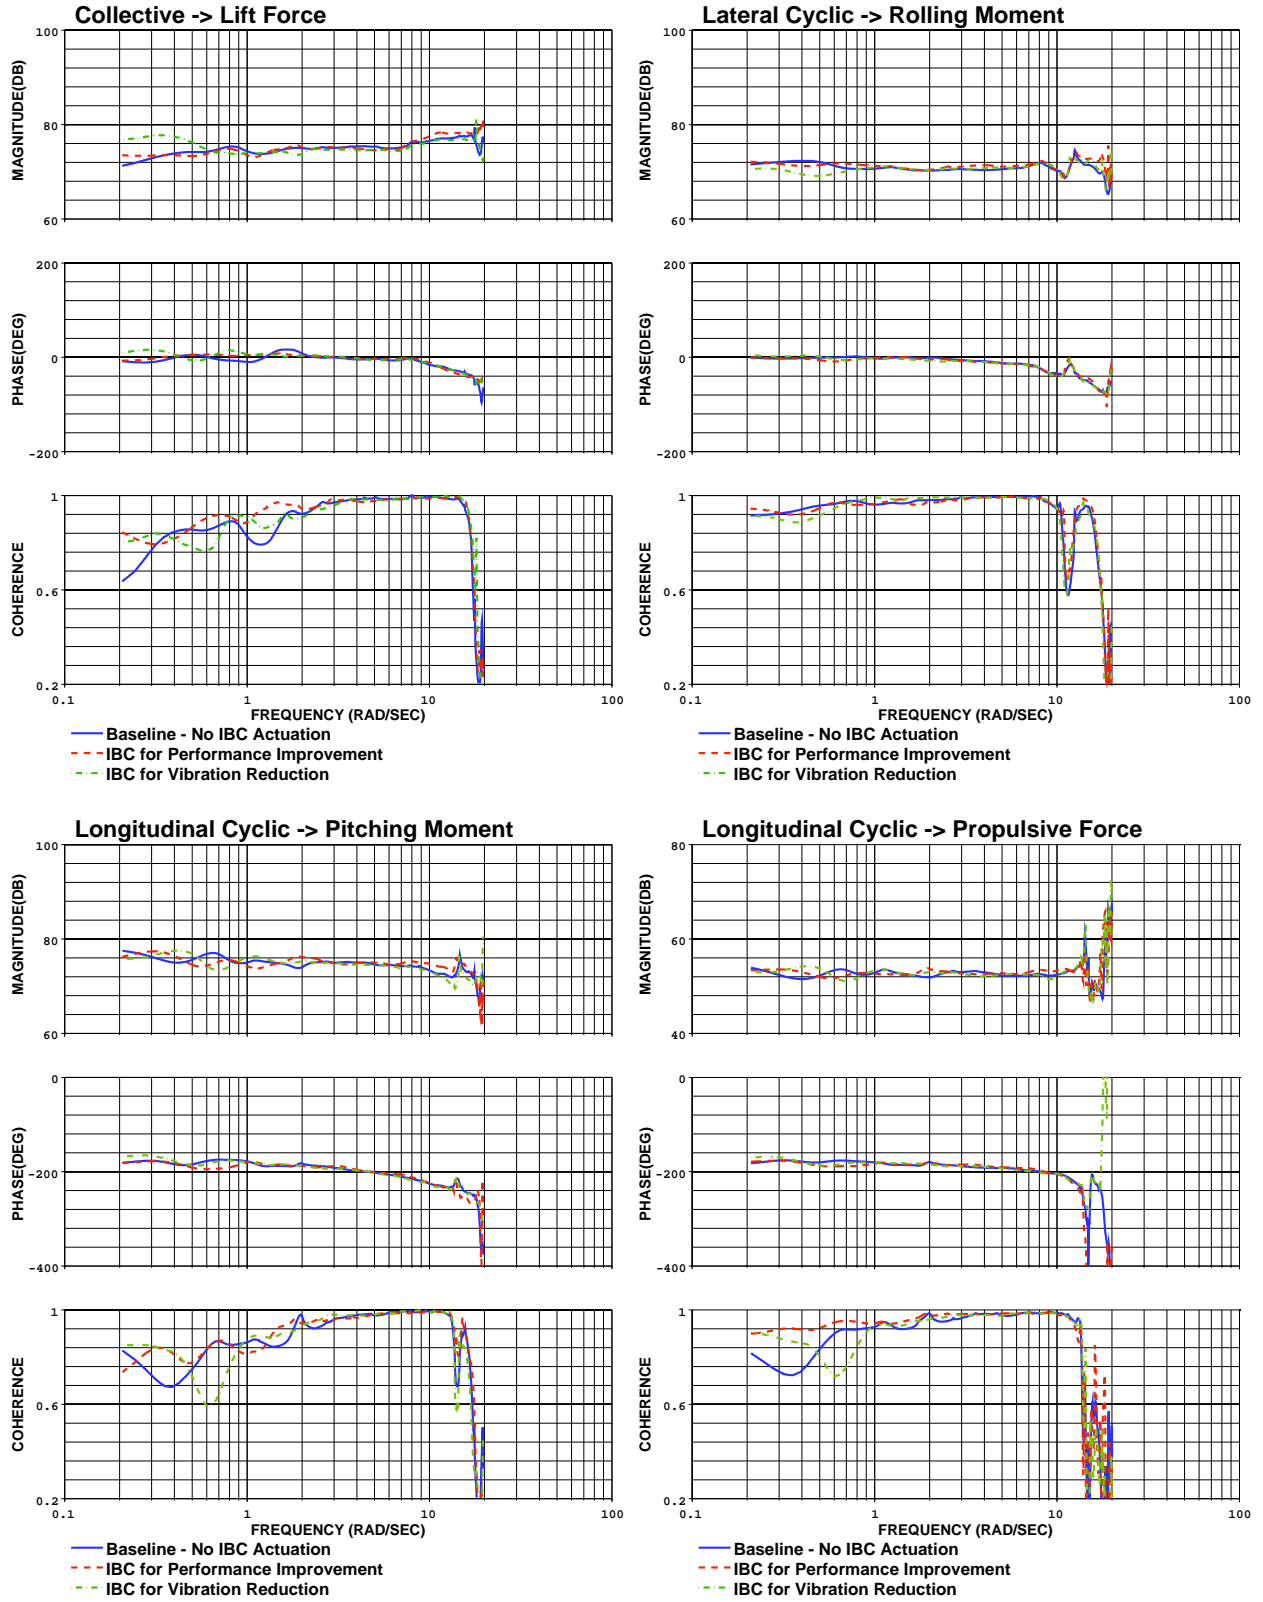 Collective -> Lift Force
100
80
60
MAGNITUDE(DB)
200
0
-200
PHASE(DEG)
1
0.6
0.2
COHERENCE
0.1 1 10 100
FREQUENCY (RAD/SEC)
Baseline - No IBC Actuation
IBC for Performance Improvement
IBC for Vibration Reduction
Lateral Cyclic -> Rolling Moment
100
80
60
MAGNITUDE(DB)
200
0
-200
PHASE(DEG)
1
0.6
0.2
COHERENCE
0.1 1 10 100
FREQUENCY (RAD/SEC)
Baseline - No IBC Actuation
IBC for Performance Improvement
IBC for Vibration Reduction
Longitudinal Cyclic -> Pitching Moment
100
80
60
MAGNITUDE(DB)
0
-200
-400
PHASE(DEG)
1
0.6
0.2
COHERENCE
0.1 1 10 100
FREQUENCY (RAD/SEC)
Baseline - No IBC Actuation
IBC for Performance Improvement
IBC for Vibration Reduction
Longitudinal Cyclic -> Propulsive Force
80
60
40
MAGNITUDE(DB)
0
-200
-400
PHASE(DEG)
1
0.6
0.2
COHERENCE
0.1 1 10 100
FREQUENCY (RAD/SEC)
Baseline - No IBC Actuation
IBC for Performance Improvement
IBC for Vibration Reduction